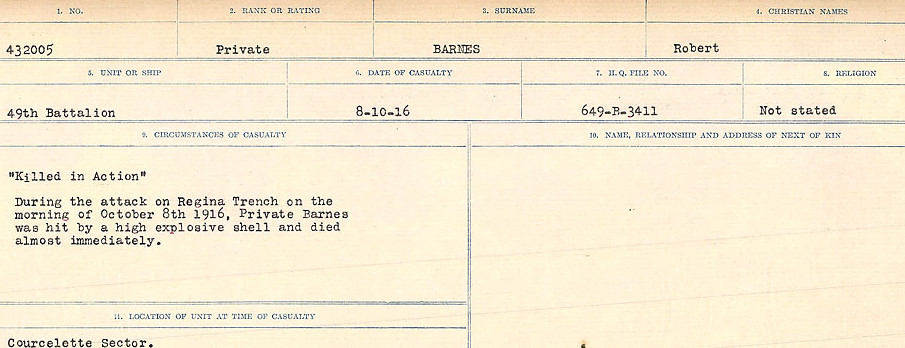 1. NO. 2. RANK OR RATING 3. SURNAME 4. CHRISTIAN NAMES
432005 Private BARNES Robert
5. UNIT OR SHIP 6. DATE OF CASUALTY 7. H.Q. FILE NO. 8. RELIGION
49th Battalion 8-10-16 649-B-3411 Not stated
9. CIRCUMSTANCES OF CASUALTY 10. NAME, RELATIONSHIP AND ADDRESS OF NEXT OF KIN
"Killed in Action"
During the attack on Regina Trench on the
morning of October 8th 1916, Private Barnes
was hit by a high explosive shell and died
almost immediately.
11. LOCATION OF UNIT AT TIME OF CASUALTY
Courcelette Sector.